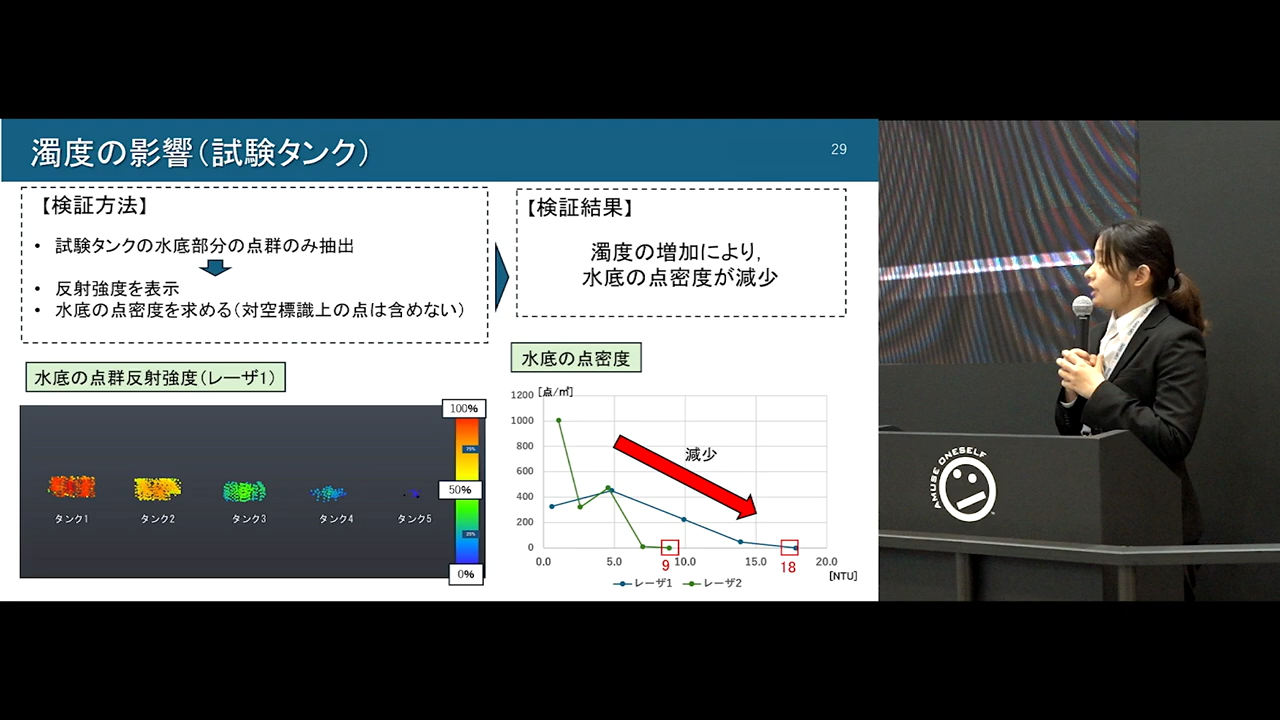 濁度の影響（試験タンク）
29
【検証方法】
• 試験タンクの水底部分の点群のみ抽出
• 反射強度を表示
• 水底の点密度を求める（対空標識上の点は含めない）
【検証結果】
濁度の増加により，
水底の点密度が減少
水底の点群反射強度（レーザ1）
100%
75%
50%
25%
0%
タンク1 タンク2 タンク3 タンク4 タンク5
水底の点密度
[点/㎡]
1200
1000
800
600
400
200
0
減少
0.0 5.0 10.0 15.0 20.0
9 18
[NTU]
レーザ1 レーザ2
AMUSE ONESELF